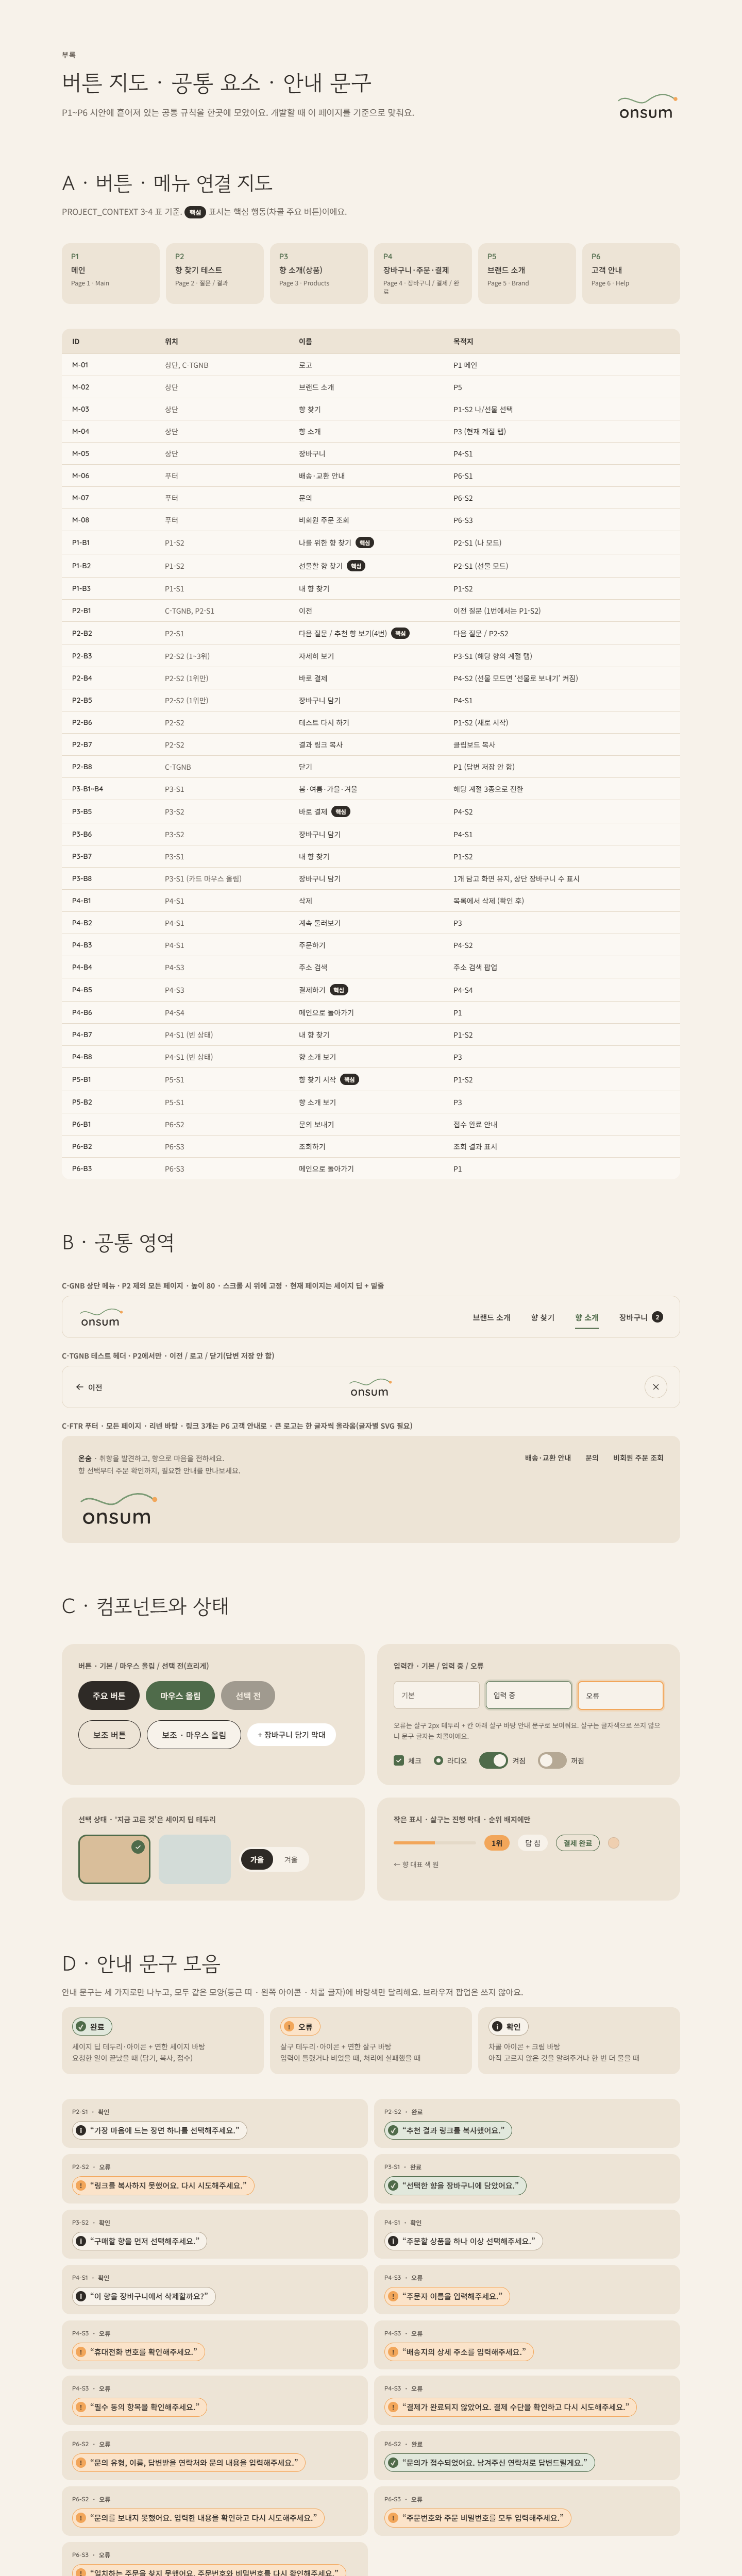 부록
버튼 지도 · 공통 요소 · 안내 문구
P1~P6 시안에 흩어져 있는 공통 규칙을 한곳에 모았어요. 개발할 때 이 페이지를 기준으로 맞춰요.
onsum
A · 버튼 · 메뉴 연결 지도
PROJECT_CONTEXT 3-4 표 기준. 핵심 표시는 핵심 행동(차콜 주요 버튼)이에요.
P1
메인
Page 1 · Main
P2
향 찾기 테스트
Page 2 · 질문 / 결과
P3
향 소개(상품)
Page 3 · Products
P4
장바구니·주문·결제
Page 4 · 장바구니 / 결제 / 완
료
P5
브랜드 소개
Page 5 · Brand
P6
고객 안내
Page 6 · Help
ID 위치 이름 목적지
M-01 상단, C-TGNB 로고 P1 메인
M-02 상단 브랜드 소개 P5
M-03 상단 향 찾기 P1-S2 나/선물 선택
M-04 상단 향 소개 P3 (현재 계절 탭)
M-05 상단 장바구니 P4-S1
M-06 푸터 배송·교환 안내 P6-S1
M-07 푸터 문의 P6-S2
M-08 푸터 비회원 주문 조회 P6-S3
P1-B1 P1-S2 나를 위한 향 찾기 핵심 P2-S1 (나 모드)
P1-B2 P1-S2 선물할 향 찾기 핵심 P2-S1 (선물 모드)
P1-B3 P1-S1 내 향 찾기 P1-S2
P2-B1 C-TGNB, P2-S1 이전 이전 질문 (1번에서는 P1-S2)
P2-B2 P2-S1 다음 질문 / 추천 향 보기(4번) 핵심 다음 질문 / P2-S2
P2-B3 P2-S2 (1~3위) 자세히 보기 P3-S1 (해당 향의 계절 탭)
P2-B4 P2-S2 (1위만) 바로 결제 P4-S2 (선물 모드면 ‘선물로 보내기’ 켜짐)
P2-B5 P2-S2 (1위만) 장바구니 담기 P4-S1
P2-B6 P2-S2 테스트 다시 하기 P1-S2 (새로 시작)
P2-B7 P2-S2 결과 링크 복사 클립보드 복사
P2-B8 C-TGNB 닫기 P1 (답변 저장 안 함)
P3-B1~B4 P3-S1 봄·여름·가을·겨울 해당 계절 3종으로 전환
P3-B5 P3-S2 바로 결제 핵심 P4-S2
P3-B6 P3-S2 장바구니 담기 P4-S1
P3-B7 P3-S1 내 향 찾기 P1-S2
P3-B8 P3-S1 (카드 마우스 올림) 장바구니 담기 1개 담고 화면 유지, 상단 장바구니 수 표시
P4-B1 P4-S1 삭제 목록에서 삭제 (확인 후)
P4-B2 P4-S1 계속 둘러보기 P3
P4-B3 P4-S1 주문하기 P4-S2
P4-B4 P4-S3 주소 검색 주소 검색 팝업
P4-B5 P4-S3 결제하기 핵심 P4-S4
P4-B6 P4-S4 메인으로 돌아가기 P1
P4-B7 P4-S1 (빈 상태) 내 향 찾기 P1-S2
P4-B8 P4-S1 (빈 상태) 향 소개 보기 P3
P5-B1 P5-S1 향 찾기 시작 핵심 P1-S2
P5-B2 P5-S1 향 소개 보기 P3
P6-B1 P6-S2 문의 보내기 접수 완료 안내
P6-B2 P6-S3 조회하기 조회 결과 표시
P6-B3 P6-S3 메인으로 돌아가기 P1
B · 공통 영역
C-GNB 상단 메뉴 · P2 제외 모든 페이지 · 높이 80 · 스크롤 시 위에 고정 · 현재 페이지는 세이지 딥 + 밑줄
onsum 브랜드 소개 향 찾기 향 소개 장바구니 2
C-TGNB 테스트 헤더 · P2에서만 · 이전 / 로고 / 닫기(답변 저장 안 함)
← 이전 onsum ×
C-FTR 푸터 · 모든 페이지 · 리넨 바탕 · 링크 3개는 P6 고객 안내로 · 큰 로고는 한 글자씩 올라옴(글자별 SVG 필요)
온숨 · 취향을 발견하고, 향으로 마음을 전하세요.
향 선택부터 주문 확인까지, 필요한 안내를 만나보세요.
배송·교환 안내 문의 비회원 주문 조회
onsum
C · 컴포넌트와 상태
버튼 · 기본 / 마우스 올림 / 선택 전(흐리게)
주요 버튼 마우스 올림 선택 전
보조 버튼 보조 · 마우스 올림 + 장바구니 담기 막대
입력칸 · 기본 / 입력 중 / 오류
기본 입력 중 오류
오류는 살구 2px 테두리 + 칸 아래 살구 바탕 안내 문구로 보여줘요. 살구는 글자색으로 쓰지 않으
니 문구 글자는 차콜이에요.
체크 라디오 켜짐 꺼짐
선택 상태 · ‘지금 고른 것’은 세이지 딥 테두리
가을 겨울
작은 표시 · 살구는 진행 막대 · 순위 배지에만
1위 답 칩 결제 완료
← 향 대표 색 원
D · 안내 문구 모음
안내 문구는 세 가지로만 나누고, 모두 같은 모양(둥근 띠 · 왼쪽 아이콘 · 차콜 글자)에 바탕색만 달리해요. 브라우저 팝업은 쓰지 않아요.
완료
세이지 딥 테두리·아이콘 + 연한 세이지 바탕
요청한 일이 끝났을 때 (담기, 복사, 접수)
! 오류
살구 테두리·아이콘 + 연한 살구 바탕
입력이 틀렸거나 비었을 때, 처리에 실패했을 때
i 확인
차콜 아이콘 + 크림 바탕
아직 고르지 않은 것을 알려주거나 한 번 더 물을 때
P2-S1 · 확인
i “가장 마음에 드는 장면 하나를 선택해주세요.”
P2-S2 · 완료
“추천 결과 링크를 복사했어요.”
P2-S2 · 오류
! “링크를 복사하지 못했어요. 다시 시도해주세요.”
P3-S1 · 완료
“선택한 향을 장바구니에 담았어요.”
P3-S2 · 확인
i “구매할 향을 먼저 선택해주세요.”
P4-S1 · 확인
i “주문할 상품을 하나 이상 선택해주세요.”
P4-S1 · 확인
i “이 향을 장바구니에서 삭제할까요?”
P4-S3 · 오류
! “주문자 이름을 입력해주세요.”
P4-S3 · 오류
! “휴대전화 번호를 확인해주세요.”
P4-S3 · 오류
! “배송지의 상세 주소를 입력해주세요.”
P4-S3 · 오류
! “필수 동의 항목을 확인해주세요.”
P4-S3 · 오류
! “결제가 완료되지 않았어요. 결제 수단을 확인하고 다시 시도해주세요.”
P6-S2 · 오류
! “문의 유형, 이름, 답변받을 연락처와 문의 내용을 입력해주세요.”
P6-S2 · 완료
“문의가 접수되었어요. 남겨주신 연락처로 답변드릴게요.”
P6-S2 · 오류
! “문의를 보내지 못했어요. 입력한 내용을 확인하고 다시 시도해주세요.”
P6-S3 · 오류
! “주문번호와 주문 비밀번호를 모두 입력해주세요.”
P6-S3 · 오류
! “일치하는 주문을 찾지 못했어요. 주문번호와 비밀번호를 다시 확인해주세요.”